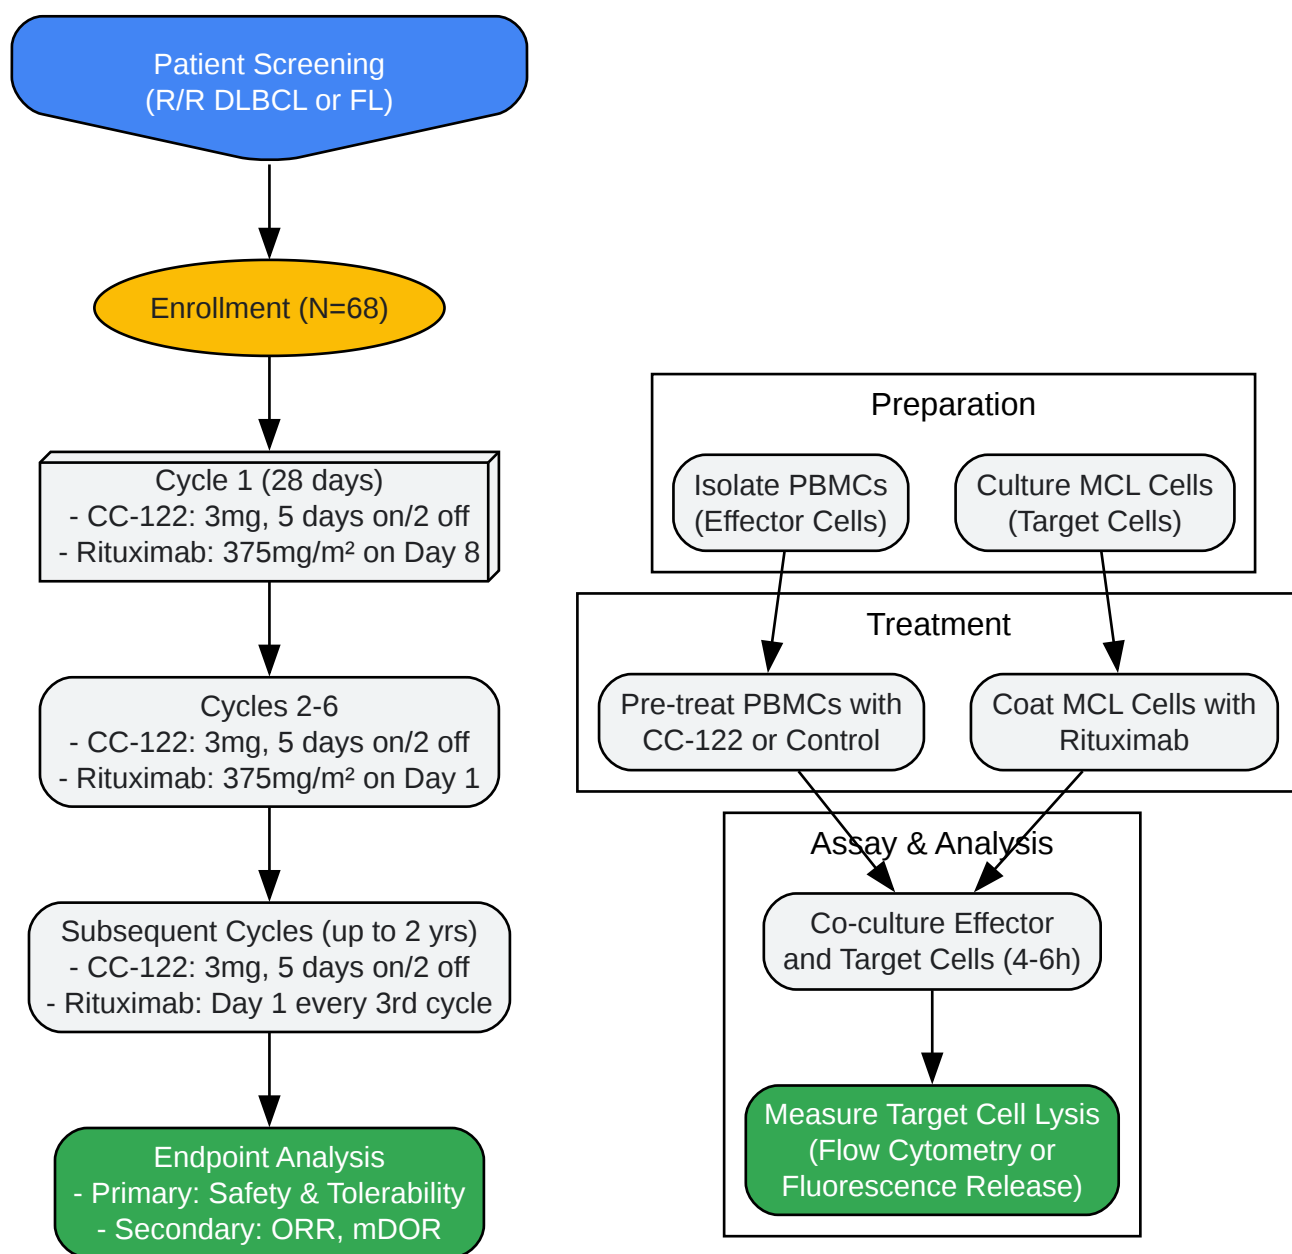 Patient Screening
(R/R DLBCL or FL)
Enrollment (N=68)
Cycle 1 (28 days)
- CC-122: 3mg, 5 days on/2 off
- Rituximab: 375mg/m² on Day 8
Cycles 2-6
- CC-122: 3mg, 5 days on/2 off
- Rituximab: 375mg/m² on Day 1
Subsequent Cycles (up to 2 yrs)
- CC-122: 3mg, 5 days on/2 off
- Rituximab: Day 1 every 3rd cycle
Endpoint Analysis
- Primary: Safety & Tolerability
- Secondary: ORR, mDOR
Preparation
Isolate PBMCs
(Effector Cells)
Culture MCL Cells
(Target Cells)
Treatment
Pre-treat PBMCs with
CC-122 or Control
Coat MCL Cells with
Rituximab
Assay & Analysis
Co-culture Effector
and Target Cells (4-6h)
Measure Target Cell Lysis
(Flow Cytometry or
Fluorescence Release)